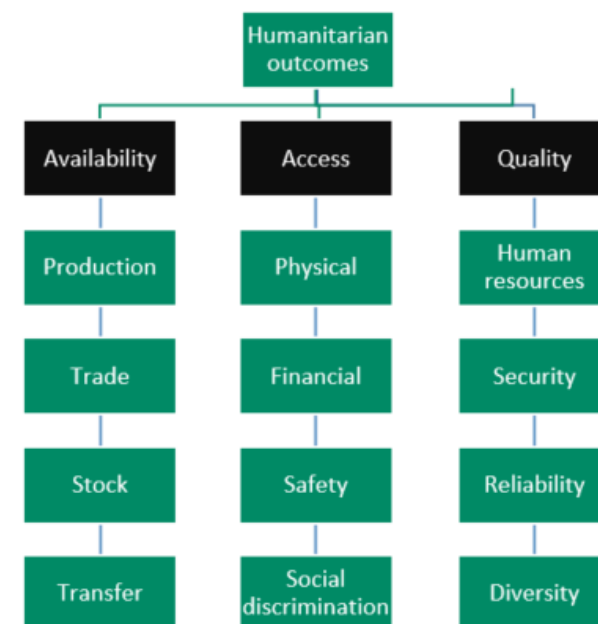 Humanitarian
outcomes
Availability
Access
Quality
Production
Physical
Human
resources
Trade
Financial
Security
Stock
Safety
Reliability
Transfer
Social
discrimination
Diversity